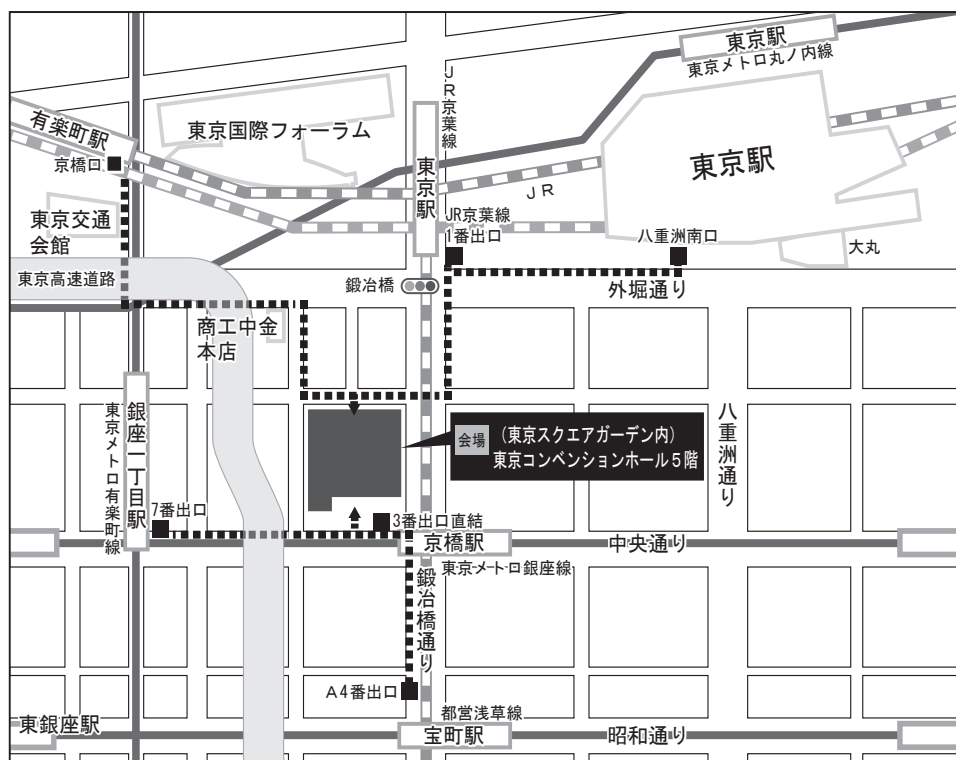 東京駅
東京メトロ丸ノ内線
JR京葉線
有楽町駅
東京国際フォーラム
京橋口
東京駅
東京駅
JR
東京交通
会館
JR京葉線
1番出口
八重洲南口
大丸
東京高速道路
鍛冶橋
外堀通り
商工中金
本店
銀座一丁目駅
東京メトロ有楽町線
会場
(東京スクエアガーデン内)
東京コンベンションホール5階
八重洲通り
7番出口
3番出口直結
京橋駅
中央通り
東京メトロ銀座線
鍛冶橋通り
A4番出口
都営浅草線
東銀座駅
宝町駅
昭和通り